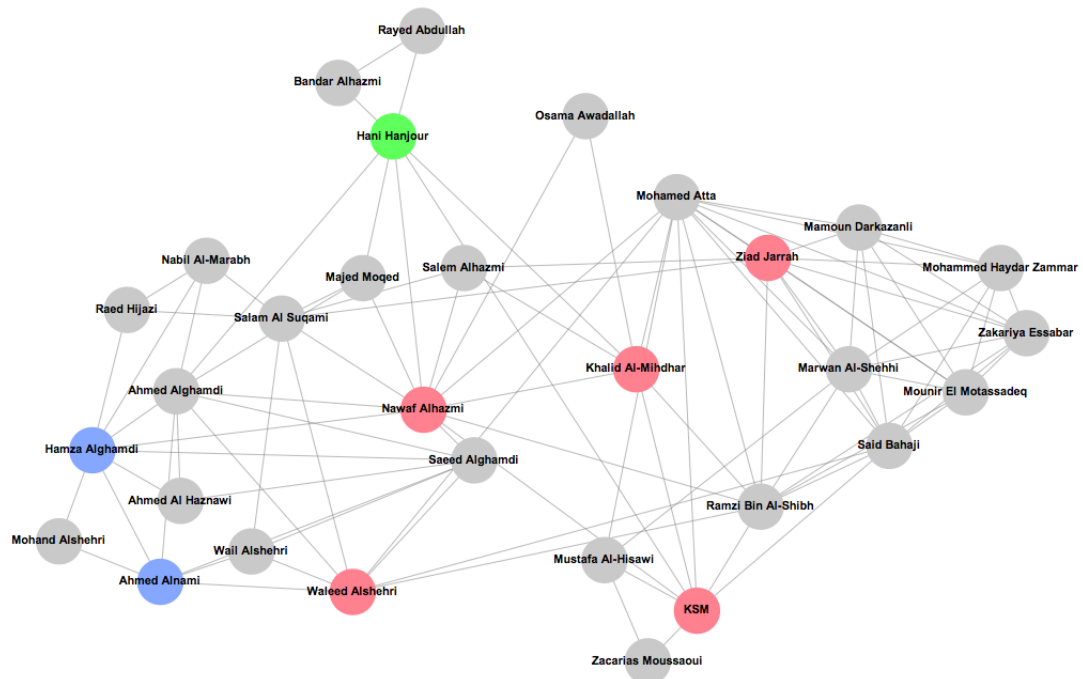 Rayed Abdullah
Bandar Alhazmi
Osama Awadallah
Hani Hanjour
Mohamed Atta
Mamoun Darkazanli
Ziad Jarrah
Nabil Al-Marabh
Majed Moqed
Salem Alhazmi
Mohammed Haydar Zammar
Raed Hijazi
Salam Al Suqami
Zakariya Essabar
Khalid Al-Mihdhar
Marwan Al-Shehhi
Ahmed Alghamdi
Mounir El Motassadeq
Nawaf Alhazmi
Hamza Alghamdi
Said Bahaji
Saeed Alghamdi
Ahmed Al Haznawi
Ramzi Bin Al-Shibh
Mohand Alshehri
Wail Alshehri
Mustafa Al-Hisawi
Ahmed Alnami
Waleed Alshehri
KSM
Zacarias Moussaoui